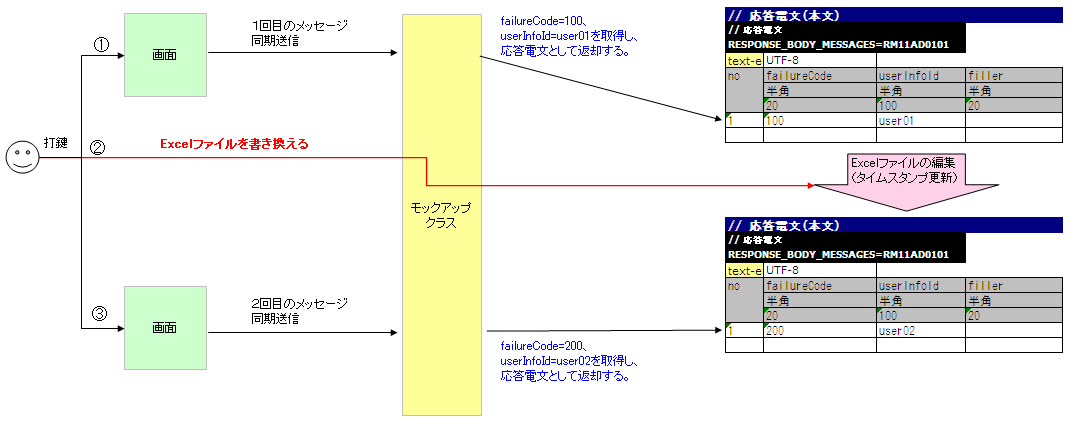 打鍵
①
画面
1回目のメッセージ
同期送信
モックアップ
クラス
failureCode=100、
userInfoId=user01を取得し、
応答電文として返却する。
// 応答電文(本文)
// 応答電文
RESPONSE_BODY_MESSAGES=RM11AD0101
text-e UTF-8
no failureCode userInfoId filler
半角 半角 半角
20 100 20
1 100 user01
②
Excelファイルを書き換える
Excelファイルの編集
(タイムスタンプ更新)
③
画面
2回目のメッセージ
同期送信
failureCode=200、
userInfoId=user02を取得し、
応答電文として返却する。
// 応答電文(本文)
// 応答電文
RESPONSE_BODY_MESSAGES=RM11AD0101
text-e UTF-8
no failureCode userInfoId filler
半角 半角 半角
20 100 20
1 200 user02